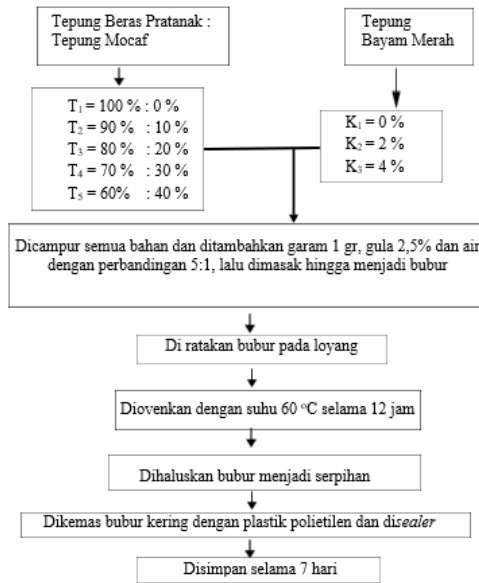 Tepung Beras Pratanak :
Tepung Mocaf
Tepung
Bayam Merah
T₁ = 100 % : 0 %
T₂ = 90 % : 10 %
T₃ = 80 % : 20 %
T₄ = 70 % : 30 %
T₅ = 60% : 40 %
K₁ = 0 %
K₂ = 2 %
K₃ = 4 %
Dicampur semua bahan dan ditambahkan garam 1 gr, gula 2,5% dan air
dengan perbandingan 5:1, lalu dimasak hingga menjadi bubur
Di ratakan bubur pada loyang
Diovenkan dengan suhu 60 °C selama 12 jam
Dihaluskan bubur menjadi serpihan
Dikemas bubur kering dengan plastik polietilen dan disealer
Disimpan selama 7 hari